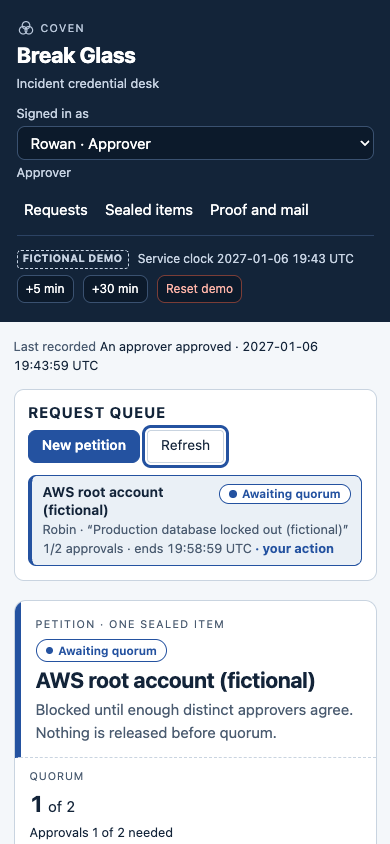 COVEN
Break Glass
Incident credential desk
Signed in as
Rowan · Approver
Approver
Requests Sealed items Proof and mail
FICTIONAL DEMO Service clock 2027-01-06 19:43 UTC
+5 min +30 min Reset demo
Last recorded An approver approved · 2027-01-06
19:43:59 UTC
REQUEST QUEUE
New petition Refresh
AWS root account
(fictional)
Awaiting quorum
Robin · “Production database locked out (fictional)”
1/2 approvals · ends 19:58:59 UTC · your action
PETITION · ONE SEALED ITEM
Awaiting quorum
AWS root account (fictional)
Blocked until enough distinct approvers agree.
Nothing is released before quorum.
QUORUM
1 of 2
Approvals 1 of 2 needed